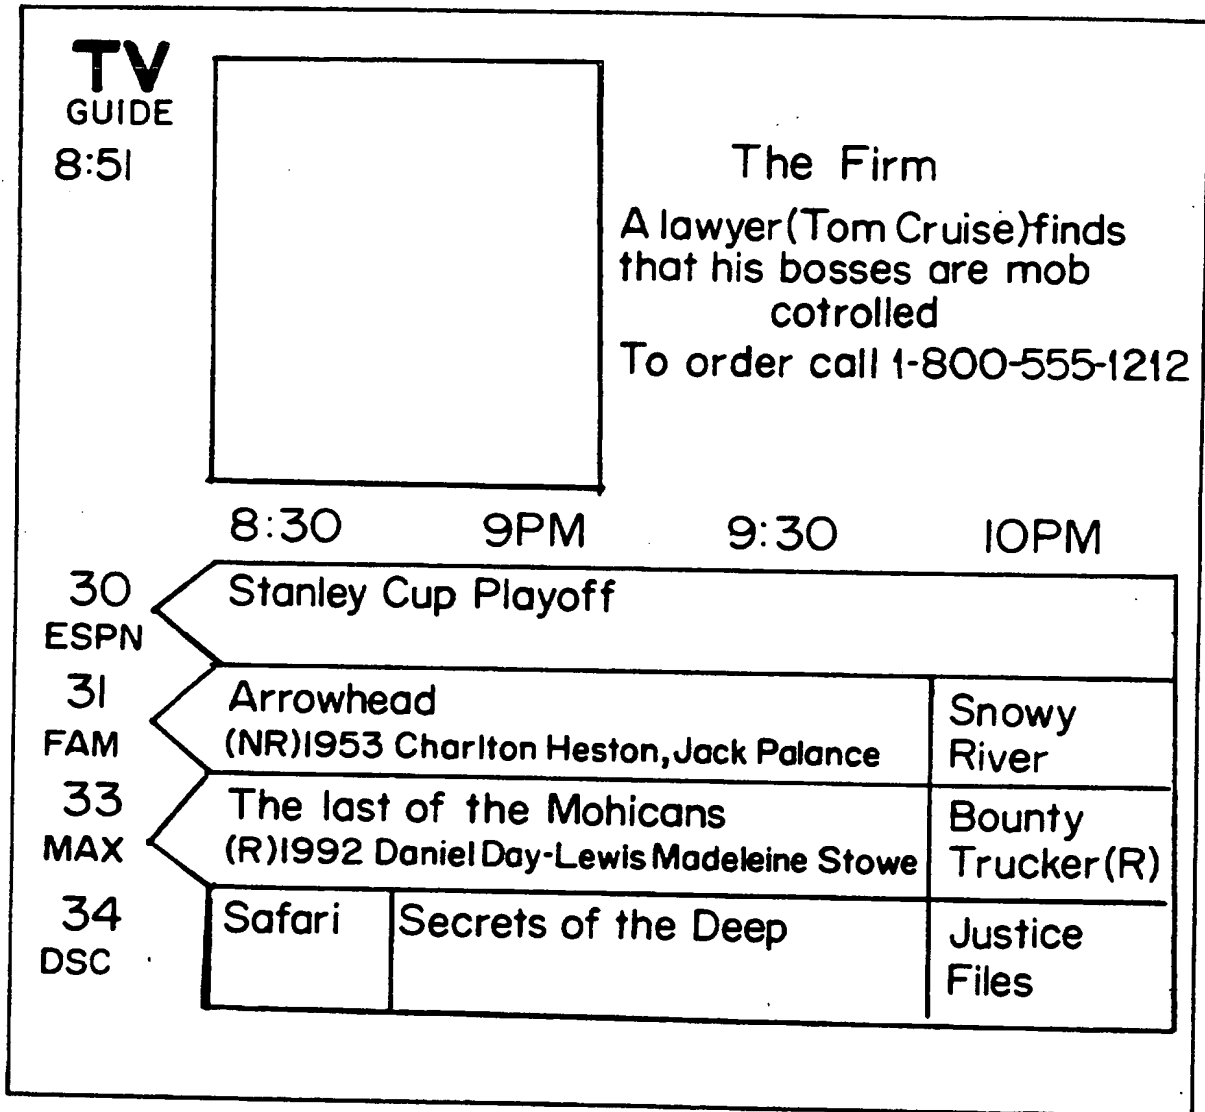 TV
GUIDE
8:51
The Firm
A lawyer(Tom Cruise)finds
that his bosses are mob
cotrolled
To order call 1-800-555-1212
8:30 9PM 9:30 10PM
30
ESPN
Stanley Cup Playoff
31
FAM
Arrowhead
(NR)1953 Charlton Heston, Jack Palance
Snowy
River
33
MAX
The last of the Mohicans
(R)1992 Daniel Day-Lewis Madeleine Stowe
Bounty
Trucker(R)
34
DSC
Safari
Secrets of the Deep
Justice
Files